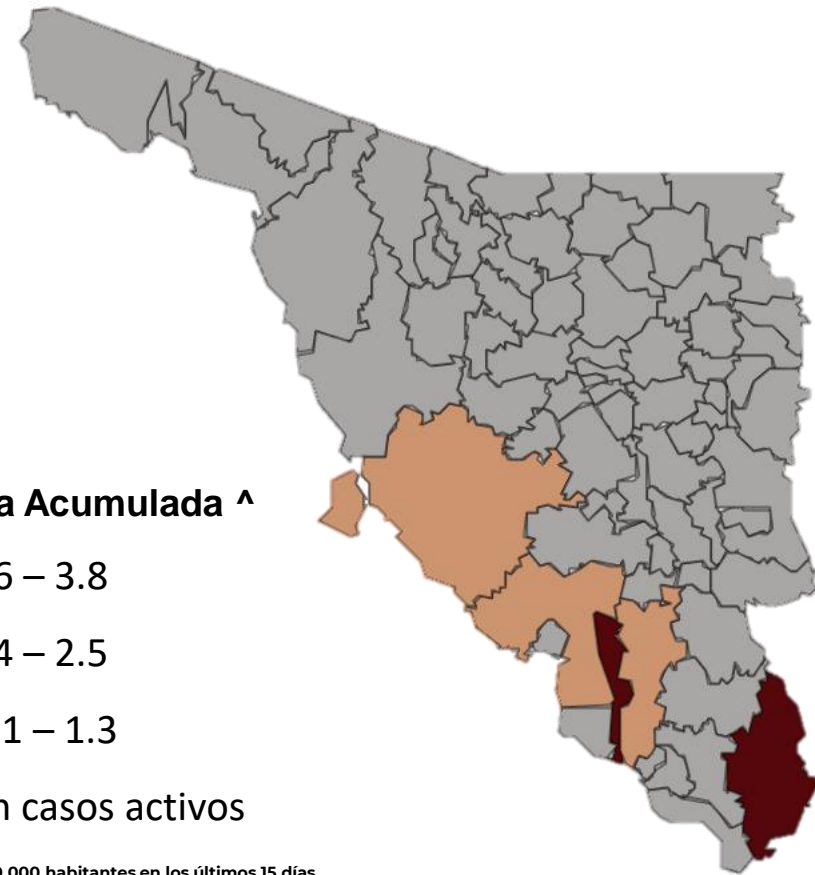 a Acumulada ^
6 – 3.8
4 – 2.5
1 – 1.3
n casos activos
0,000 habitantes en los últimos 15 días